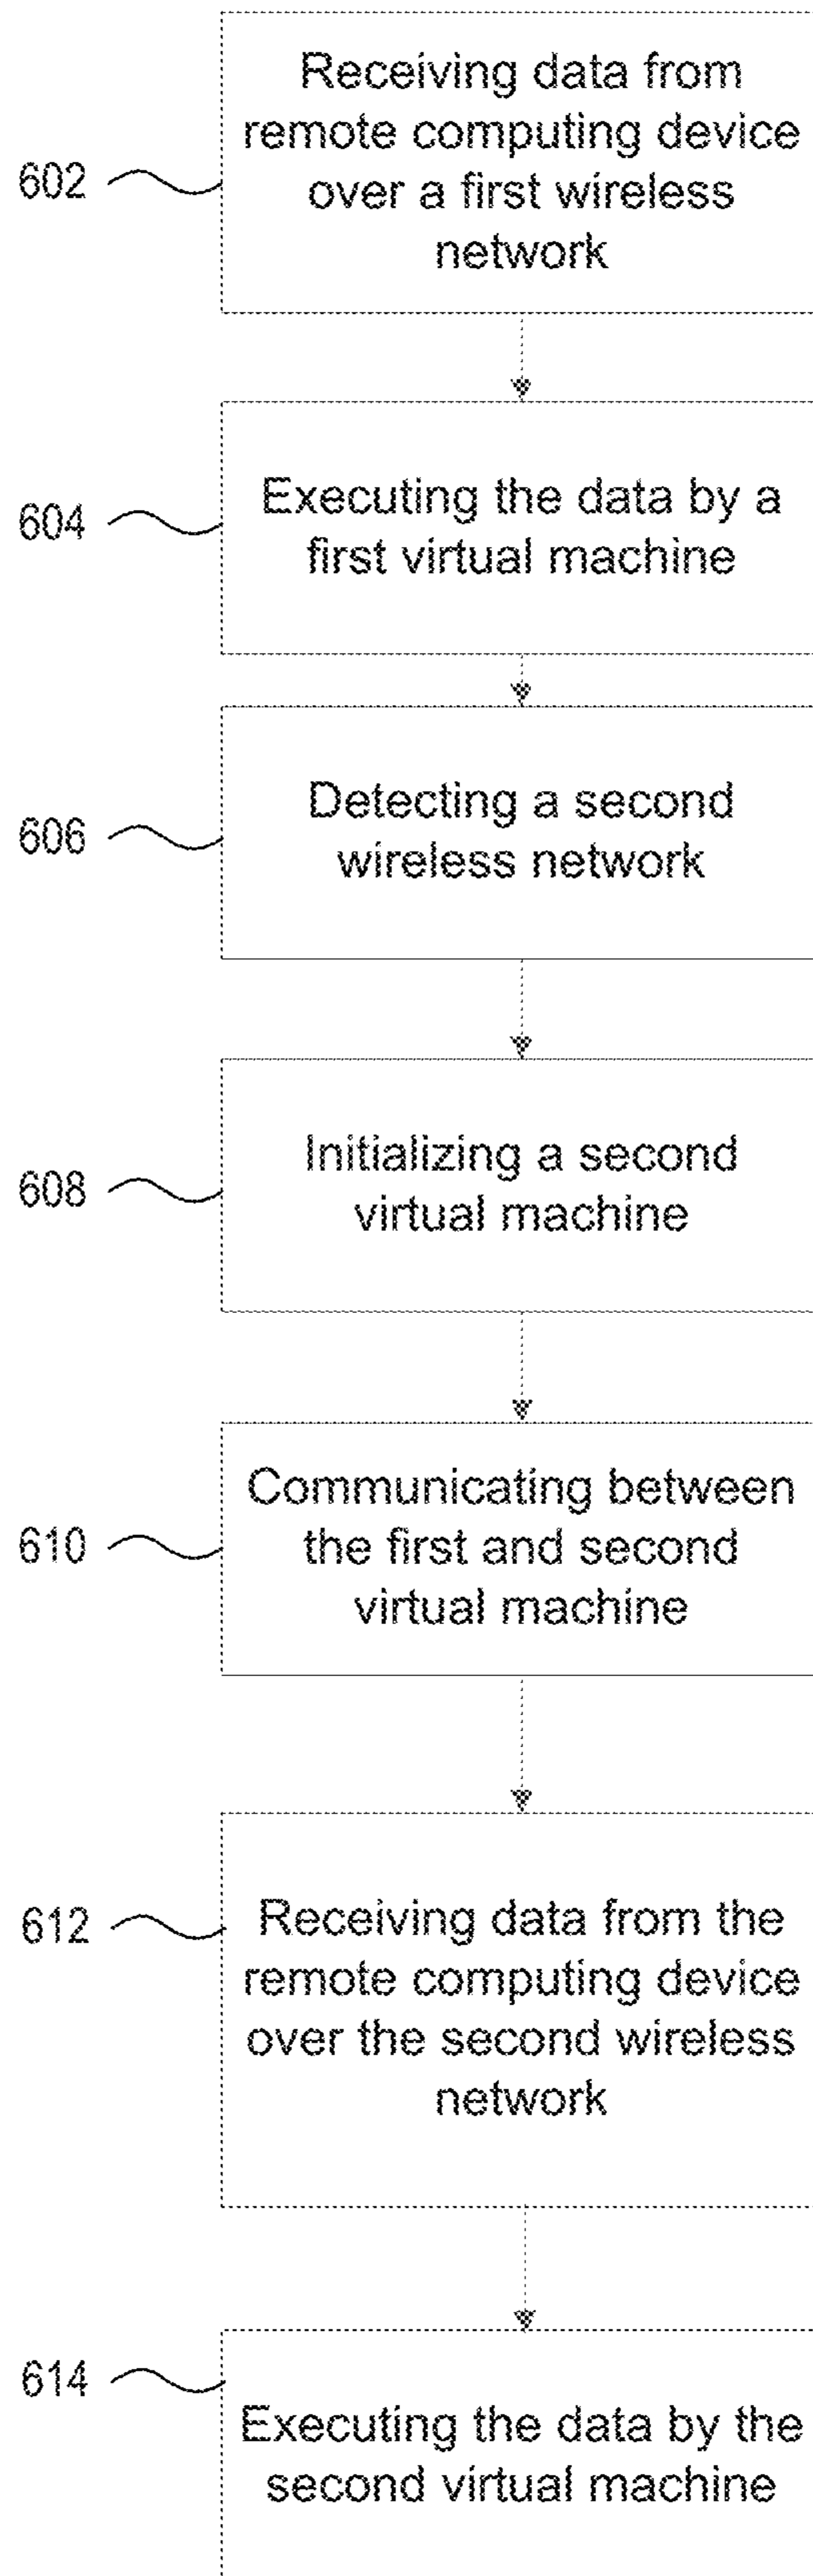 Receiving data from
remote computing device
over a first wireless
network
602
Executing the data by a
first virtual machine
604
Detecting a second
wireless network
606
Initializing a second
virtual machine
608
Communicating between
the first and second
virtual machine
610
Receiving data from the
remote computing device
over the second wireless
network
612
Executing the data by the
second virtual machine
614